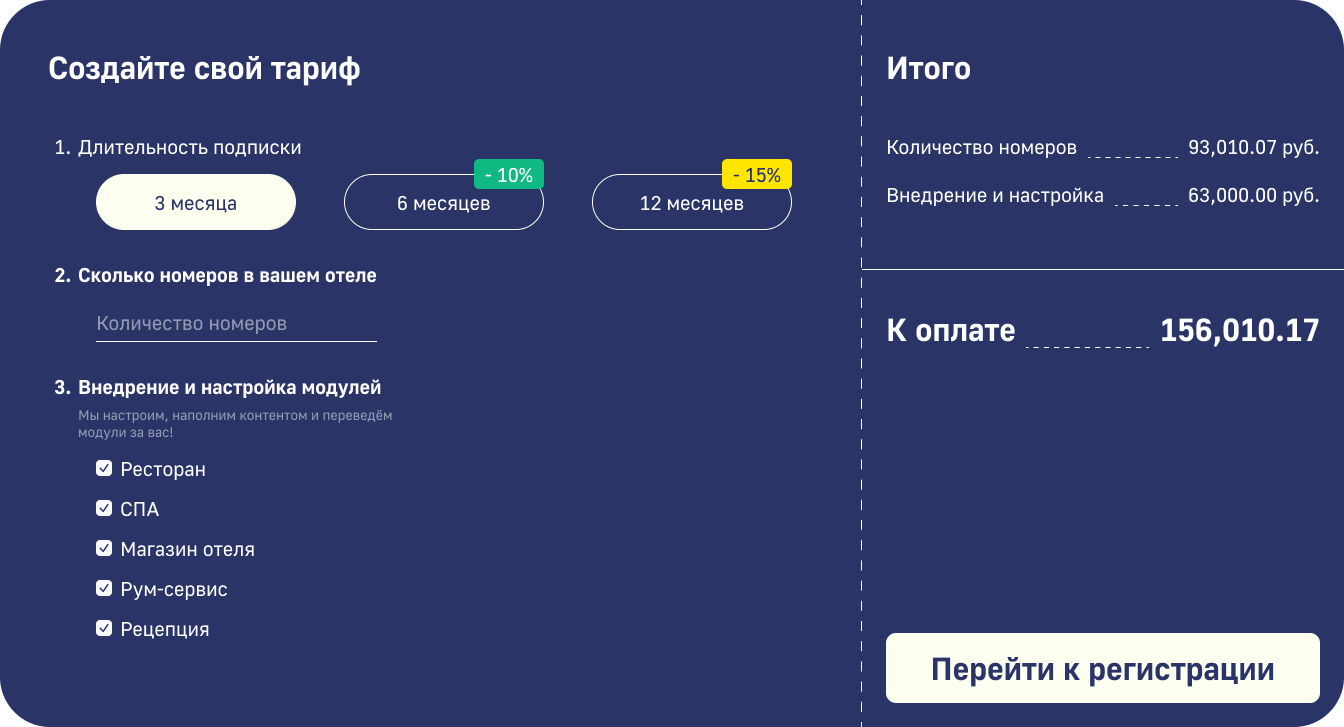 Создайте свой тариф
1. Длительность подписки
3 месяца
6 месяцев
- 10%
12 месяцев
- 15%
2. Сколько номеров в вашем отеле
Количество номеров
3. Внедрение и настройка модулей
Мы настроим, наполним контентом и переведём
модули за вас!
Ресторан
СПА
Магазин отеля
Рум-сервис
Рецепция
Итого
Количество номеров 93,010.07 руб.
Внедрение и настройка 63,000.00 руб.
К оплате 156,010.17
Перейти к регистрации